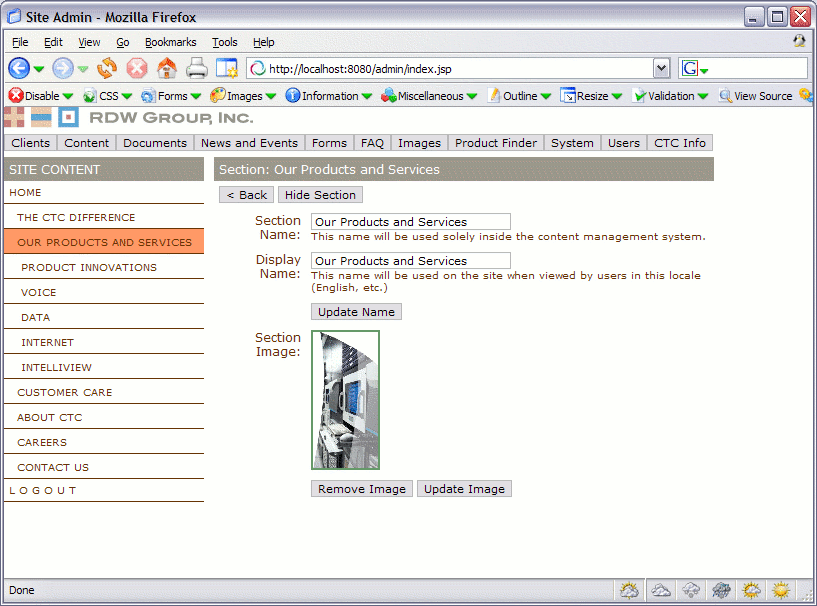 Site Admin - Mozilla Firefox
File Edit View Go Bookmarks Tools Help
http://localhost:8080/admin/index.jsp G
Disable CSS Forms Images Information Miscellaneous Outline Resize Validation View Source
RDW GROUP, INC.
Clients Content Documents News and Events Forms FAQ Images Product Finder System Users CTC Info
SITE CONTENT
HOME
THE CTC DIFFERENCE
OUR PRODUCTS AND SERVICES
PRODUCT INNOVATIONS
VOICE
DATA
INTERNET
INTELLIVIEW
CUSTOMER CARE
ABOUT CTC
CAREERS
CONTACT US
L O G O U T
Section: Our Products and Services
< Back Hide Section
Section Name: Our Products and Services
This name will be used solely inside the content management system.
Display Name: Our Products and Services
This name will be used on the site when viewed by users in this locale
(English, etc.)
Update Name
Section Image:
Remove Image Update Image
Done